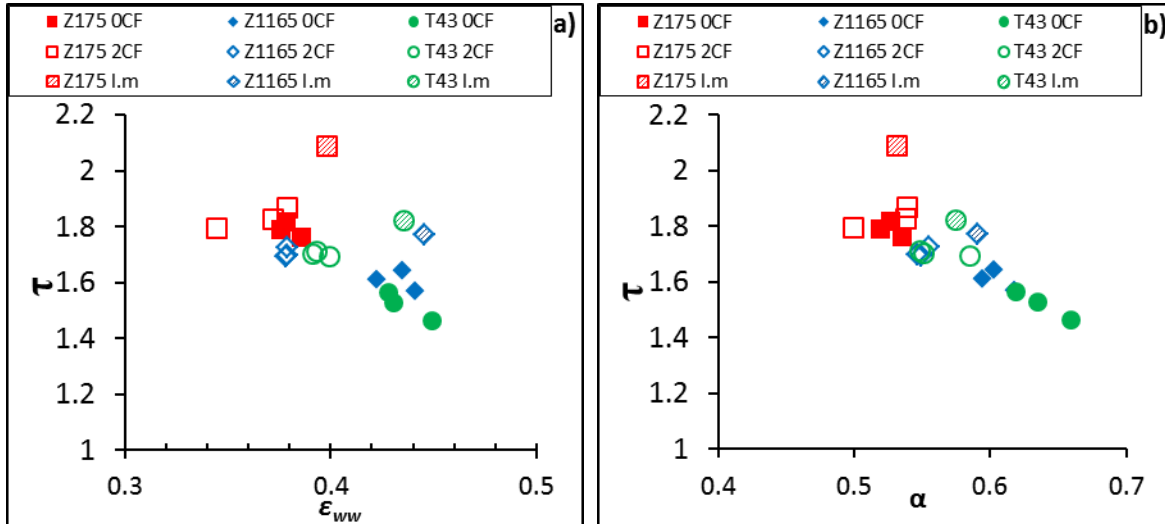 Z175 0CF Z1165 0CF T43 0CF a)
Z175 2CF Z1165 2CF T43 2CF
Z175 I.m Z1165 I.m T43 I.m
2.2
2
1.8
1.6
τ
1.4
1.2
1
0.3 0.4 0.5
εww
Z175 0CF Z1165 0CF T43 0CF b)
Z175 2CF Z1165 2CF T43 2CF
Z175 I.m Z1165 I.m T43 I.m
2.2
2
1.8
1.6
τ
1.4
1.2
1
0.4 0.5 0.6 0.7
α